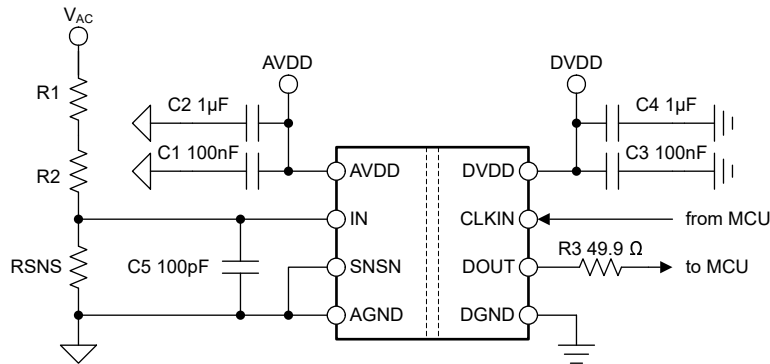 VAC
R1
AVDD
DVDD
C2 1µF
C4 1µF
C1 100nF
C3 100nF
R2
AVDD
DVDD
IN
CLKIN
from MCU
RSNS
C5 100pF
SNSN
DOUT
R3 49.9 Ω
to MCU
AGND
DGND